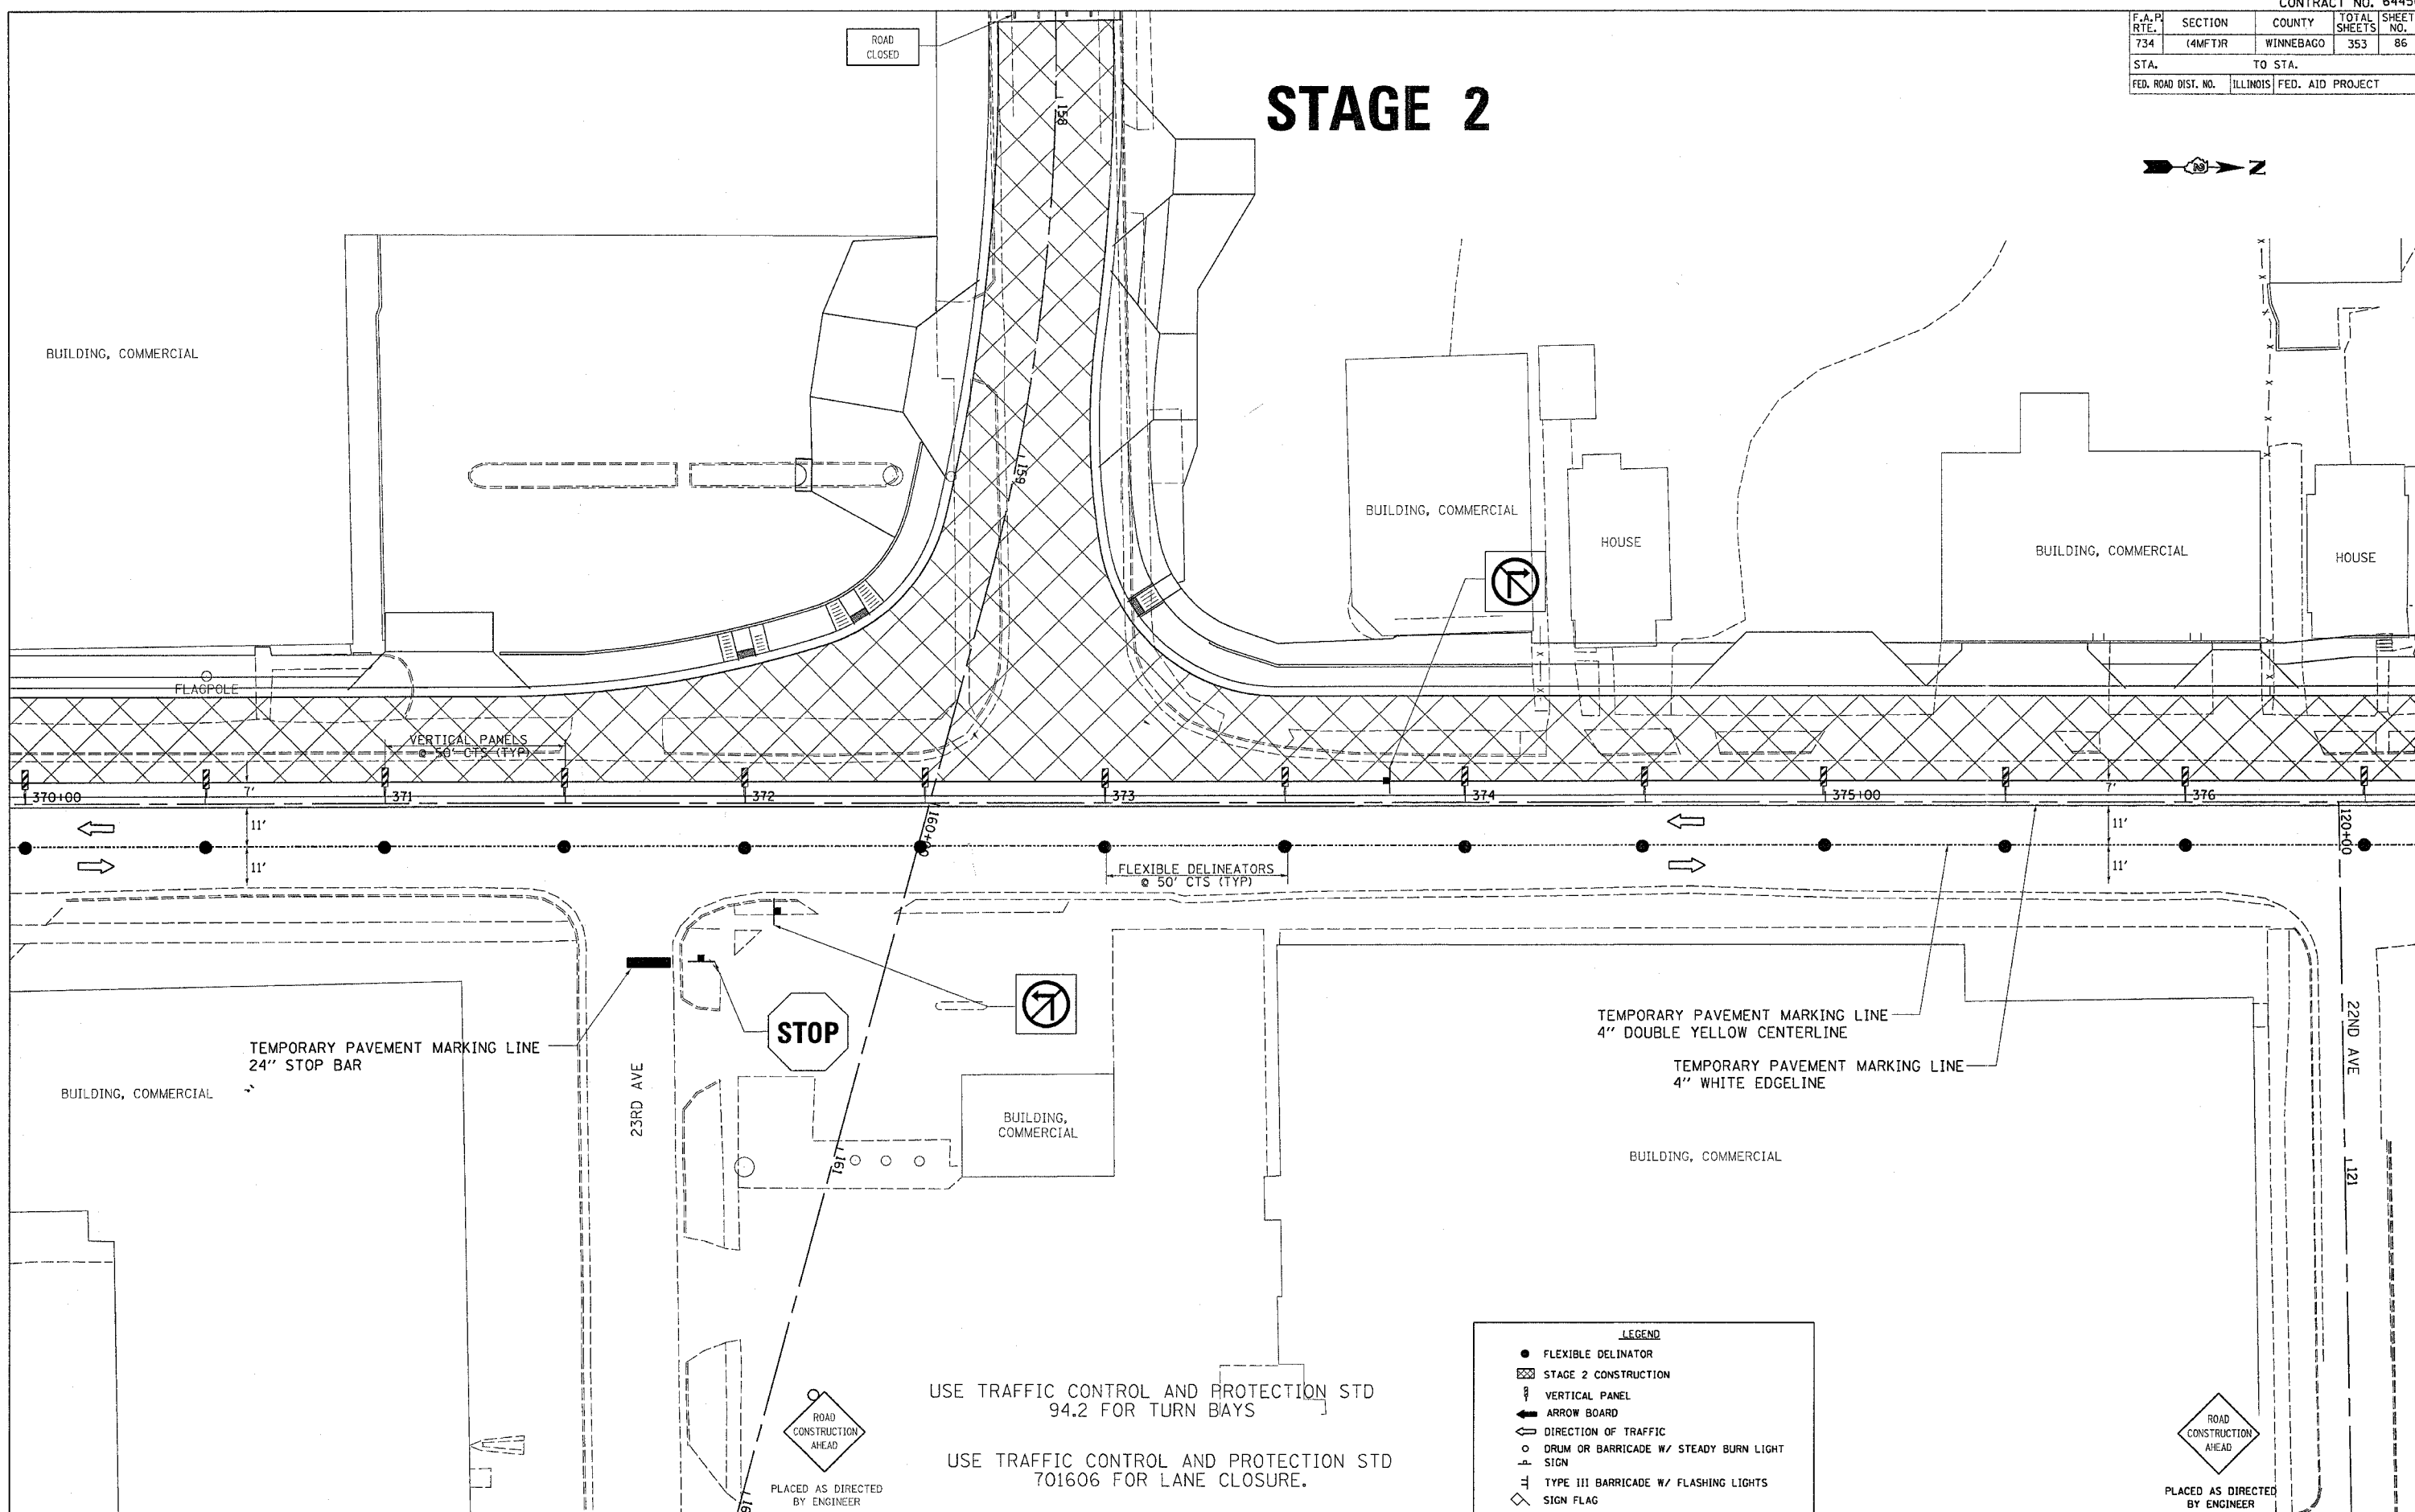 CONTRACT NO.
F.A.P. RTE. SECTION COUNTY TOTAL SHEETS SHEET NO.
734 (4MFT)R WINNEBAGO 353 86
STA. TO STA.
FED. ROAD DIST. NO. ILLINOIS FED. AID PROJECT
ROAD
CLOSED
STAGE 2
N
158
159
BUILDING, COMMERCIAL
BUILDING, COMMERCIAL
HOUSE
BUILDING, COMMERCIAL
HOUSE
FLAGPOLE
VERTICAL PANELS
@ 50' CTS (TYP)
370+00
7'
371
372
373
374
375+00
7'
376
11'
11'
160+00
FLEXIBLE DELINEATORS
@ 50' CTS (TYP)
11'
11'
120+00
TEMPORARY PAVEMENT MARKING LINE
24" STOP BAR
STOP
TEMPORARY PAVEMENT MARKING LINE
4" DOUBLE YELLOW CENTERLINE
TEMPORARY PAVEMENT MARKING LINE
4" WHITE EDGELINE
22ND AVE
23RD AVE
BUILDING, COMMERCIAL
BUILDING,
COMMERCIAL
BUILDING, COMMERCIAL
161
121
USE TRAFFIC CONTROL AND PROTECTION STD
94.2 FOR TURN BAYS
USE TRAFFIC CONTROL AND PROTECTION STD
701606 FOR LANE CLOSURE.
ROAD
CONSTRUCTION
AHEAD
PLACED AS DIRECTED
BY ENGINEER
LEGEND
FLEXIBLE DELINATOR
STAGE 2 CONSTRUCTION
VERTICAL PANEL
ARROW BOARD
DIRECTION OF TRAFFIC
DRUM OR BARRICADE W/ STEADY BURN LIGHT
SIGN
TYPE III BARRICADE W/ FLASHING LIGHTS
SIGN FLAG
ROAD
CONSTRUCTION
AHEAD
PLACED AS DIRECTED
BY ENGINEER